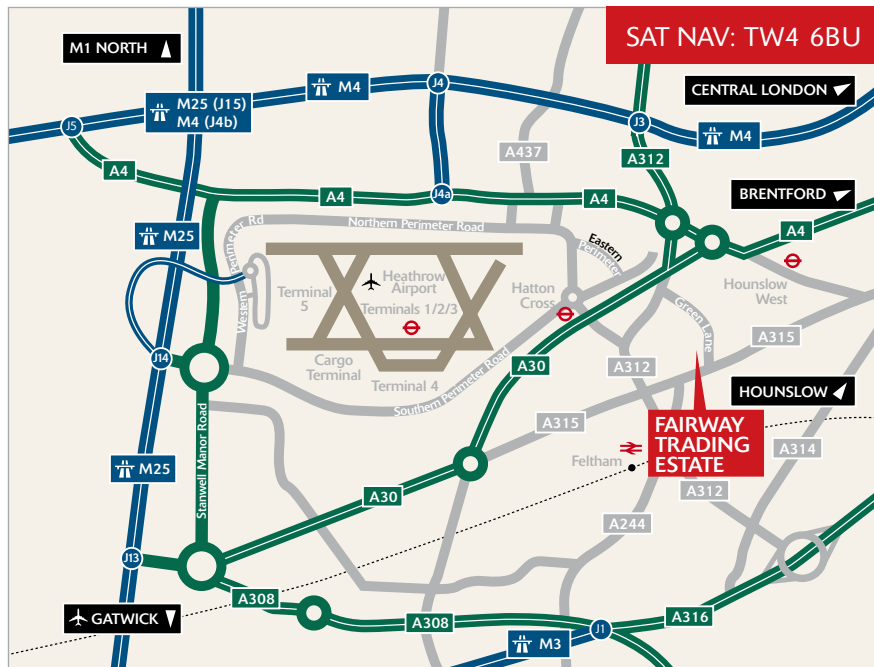 SAT NAV: TW4 6BU
M1 NORTH
J4
M4
CENTRAL LONDON
M25 (J15)
M4 (J4b)
J5
J3
M4
A437
A312
A4
A4
J4a
A4
BRENTFORD
A4
Northern Perimeter Road
M25
Perimeter Rd
Western
Eastern
Perimeter
Heathrow
Airport
Terminal
5
Terminals 1/2/3
Hatton
Cross
Hounslow
West
Green Lane
A315
J14
Cargo
Terminal
Terminal 4
A30
A312
Southern Perimeter Road
HOUNSLOW
Stanwell Manor Road
A315
FAIRWAY
TRADING
ESTATE
A314
Feltham
M25
A30
A312
A244
J13
A308
GATWICK
A308
J1
A316
M3